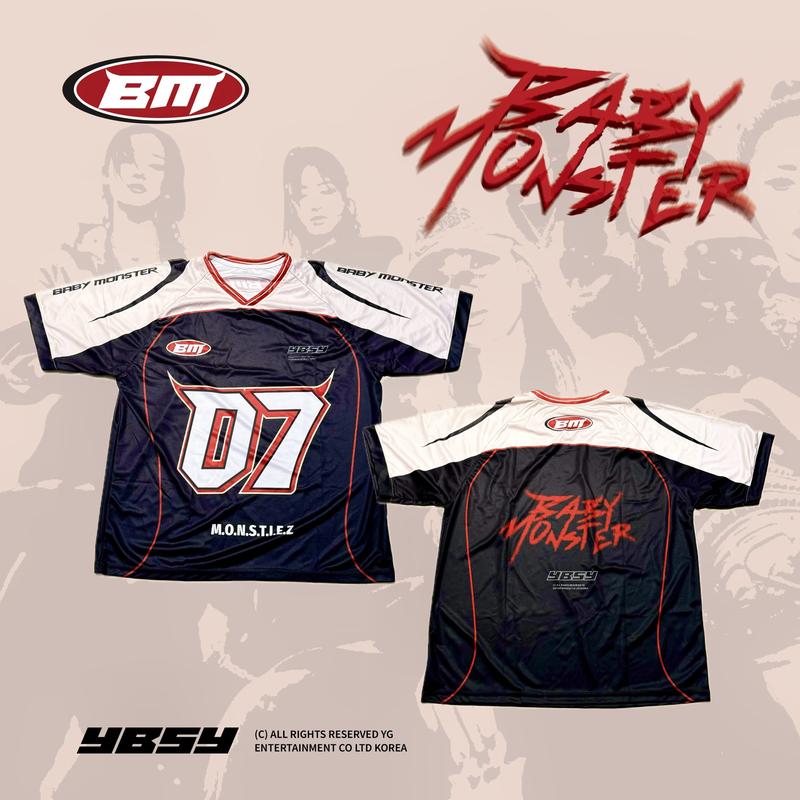 BM
BABY
MONSTER
BABY MONSTER
BABY MONSTER
BM
YBSY
07
M.O.N.S.T.I.E.Z
BM
BABY
MONSTER
YBSY
YBSY
(C) ALL RIGHTS RESERVED YG
ENTERTAINMENT CO LTD KOREA